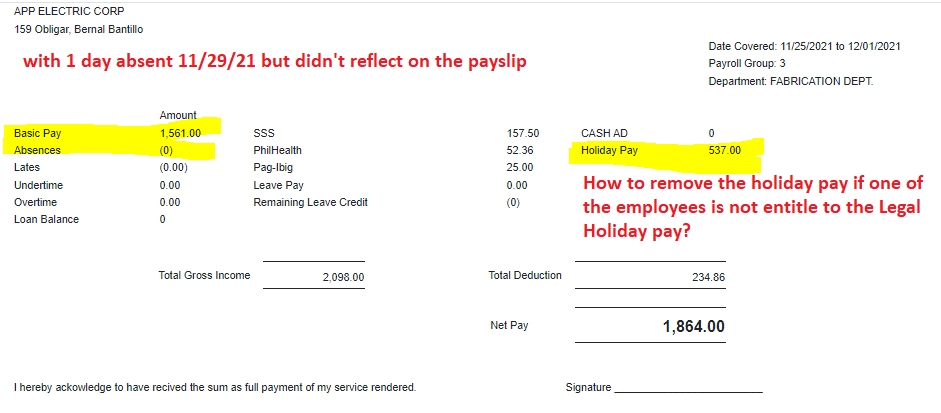 APP ELECTRIC CORP
159 Obligar, Bernal Bantillo
with 1 day absent 11/29/21 but didn't reflect on the payslip
Date Covered: 11/25/2021 to 12/01/2021
Payroll Group: 3
Department: FABRICATION DEPT.
Amount
Basic Pay 1,561.00 SSS 157.50 CASH AD 0
Absences (0) PhilHealth 52.36 Holiday Pay 537.00
Lates (0.00) Pag-Ibig 25.00
Undertime 0.00 Leave Pay 0.00
Overtime 0.00 Remaining Leave Credit (0)
Loan Balance 0
How to remove the holiday pay if one of
the employees is not entitle to the Legal
Holiday pay?
Total Gross Income 2,098.00 Total Deduction 234.86
Net Pay 1,864.00
I hereby ackowledge to have recived the sum as full payment of my service rendered. Signature